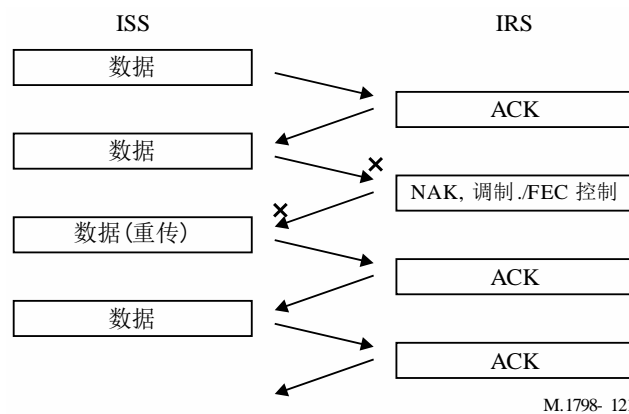 ISS
IRS
数据
ACK
数据
NAK, 调制./FEC 控制
数据(重传)
ACK
数据
ACK
M.1798- 12